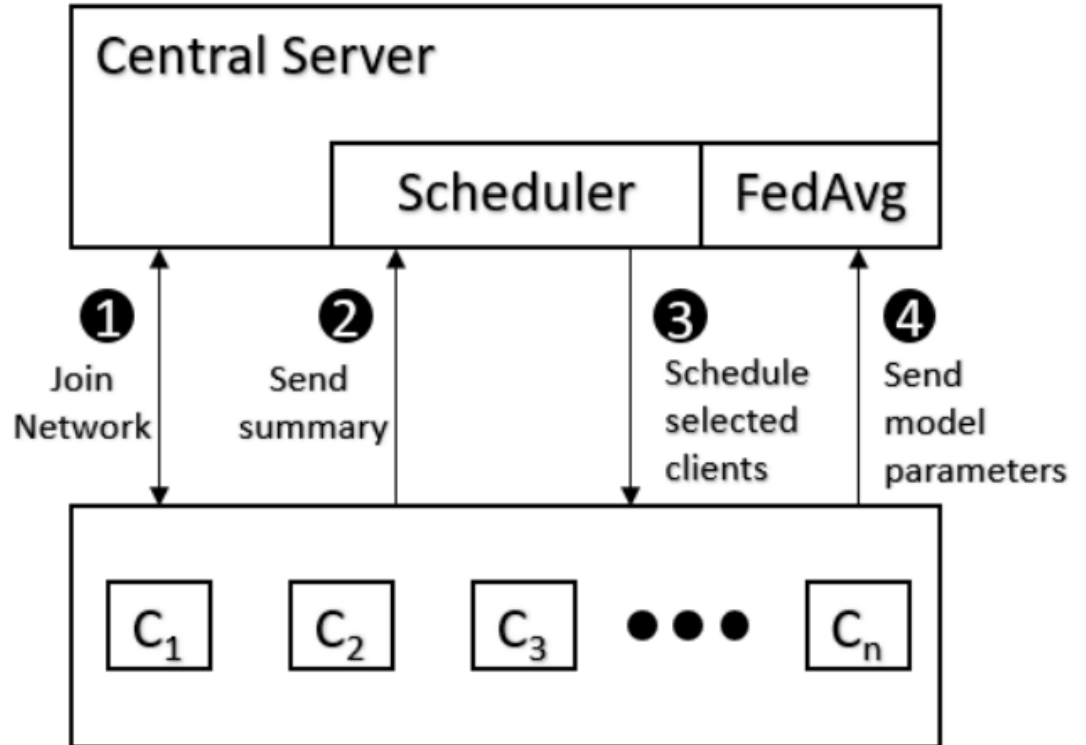 Central Server
Scheduler
FedAvg
1
Join
Network
2
Send
summary
3
Schedule
selected
clients
4
Send
model
parameters
C₁
C₂
C₃
Cₙ